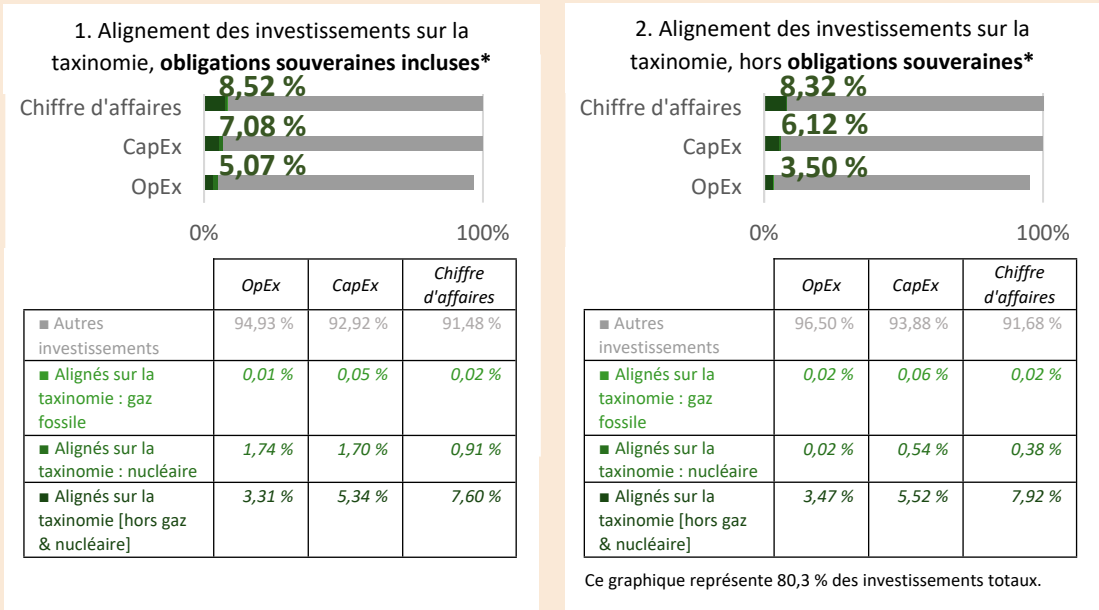 1. Alignement des investissements sur la
taxinomie, obligations souveraines incluses*
8,52 %
Chiffre d'affaires
7,08 %
CapEx
5,07 %
OpEx
0%
100%
OpEx
CapEx
Chiffre
d'affaires
■ Autres
investissements
94,93 %
92,92 %
91,48 %
■ Alignés sur la
taxinomie : gaz
fossile
0,01 %
0,05 %
0,02 %
■ Alignés sur la
taxinomie : nucléaire
1,74 %
1,70 %
0,91 %
■ Alignés sur la
taxinomie [hors gaz
& nucléaire]
3,31 %
5,34 %
7,60 %
2. Alignement des investissements sur la
taxinomie, hors obligations souveraines*
8,32 %
Chiffre d'affaires
6,12 %
CapEx
3,50 %
OpEx
0%
100%
OpEx
CapEx
Chiffre
d'affaires
■ Autres
investissements
96,50 %
93,88 %
91,68 %
■ Alignés sur la
taxinomie : gaz
fossile
0,02 %
0,06 %
0,02 %
■ Alignés sur la
taxinomie : nucléaire
0,02 %
0,54 %
0,38 %
■ Alignés sur la
taxinomie [hors gaz
& nucléaire]
3,47 %
5,52 %
7,92 %
Ce graphique représente 80,3 % des investissements totaux.